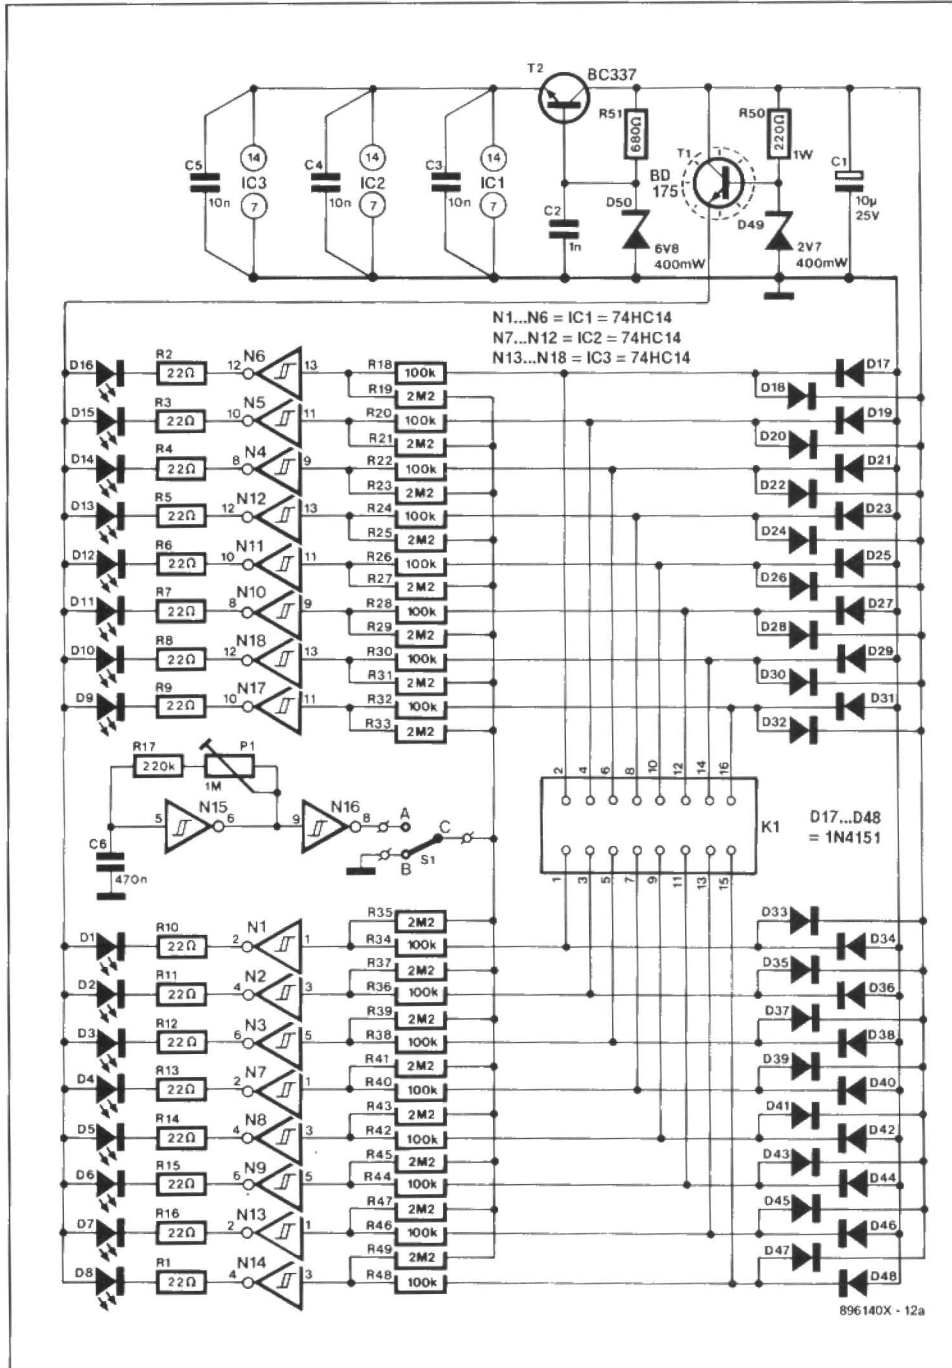 T2
BC337
R51
680Ω
R50
220Ω
1W
T1
BD
175
C1
10μ
25V
C5
10n
14
IC3
7
C4
10n
14
IC2
7
C3
10n
14
IC1
7
C2
1n
D50
6V8
400mW
D49
2V7
400mW
N1...N6 = IC1 = 74HC14
N7...N12 = IC2 = 74HC14
N13...N18 = IC3 = 74HC14
D16 R2 22Ω 12 N6 13 R18 100k D17
R19 2M2 D18
D15 R3 22Ω 10 N5 11 R20 100k D19
R21 2M2 D20
D14 R4 22Ω 8 N4 9 R22 100k D21
R23 2M2 D22
D13 R5 22Ω 12 N12 13 R24 100k D23
R25 2M2 D24
D12 R6 22Ω 10 N11 11 R26 100k D25
R27 2M2 D26
D11 R7 22Ω 8 N10 9 R28 100k D27
R29 2M2 D28
D10 R8 22Ω 12 N18 13 R30 100k D29
R31 2M2 D30
D9 R9 22Ω 10 N17 11 R32 100k D31
R33 2M2 D32
R17
220k
P1
1M
5 N15 6
9 N16 8
A
C
B
S1
C6
470n
2 4 6 8 10 12 14 16
K1
1 3 5 7 9 11 13 15
D17...D48
= 1N4151
R35 2M2 D33
D1 R10 22Ω 2 N1 1 R34 100k D34
R37 2M2 D35
D2 R11 22Ω 4 N2 3 R36 100k D36
R39 2M2 D37
D3 R12 22Ω 6 N3 5 R38 100k D38
R41 2M2 D39
D4 R13 22Ω 2 N7 1 R40 100k D40
R43 2M2 D41
D5 R14 22Ω 4 N8 3 R42 100k D42
R45 2M2 D43
D6 R15 22Ω 6 N9 5 R44 100k D44
R47 2M2 D45
D7 R16 22Ω 2 N13 1 R46 100k D46
R49 2M2 D47
D8 R1 22Ω 4 N14 3 R48 100k D48
896140X - 12a